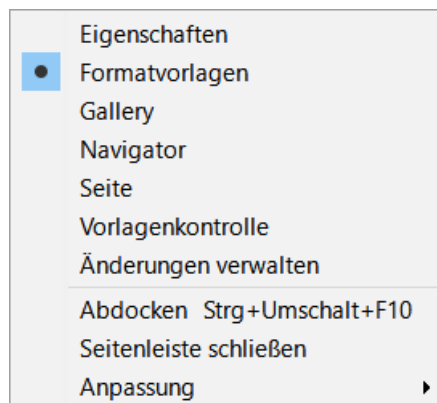 Eigenschaften
Formatvorlagen
Gallery
Navigator
Seite
Vorlagenkontrolle
Änderungen verwalten
Abdocken Strg+Umschalt+F10
Seitenleiste schließen
Anpassung